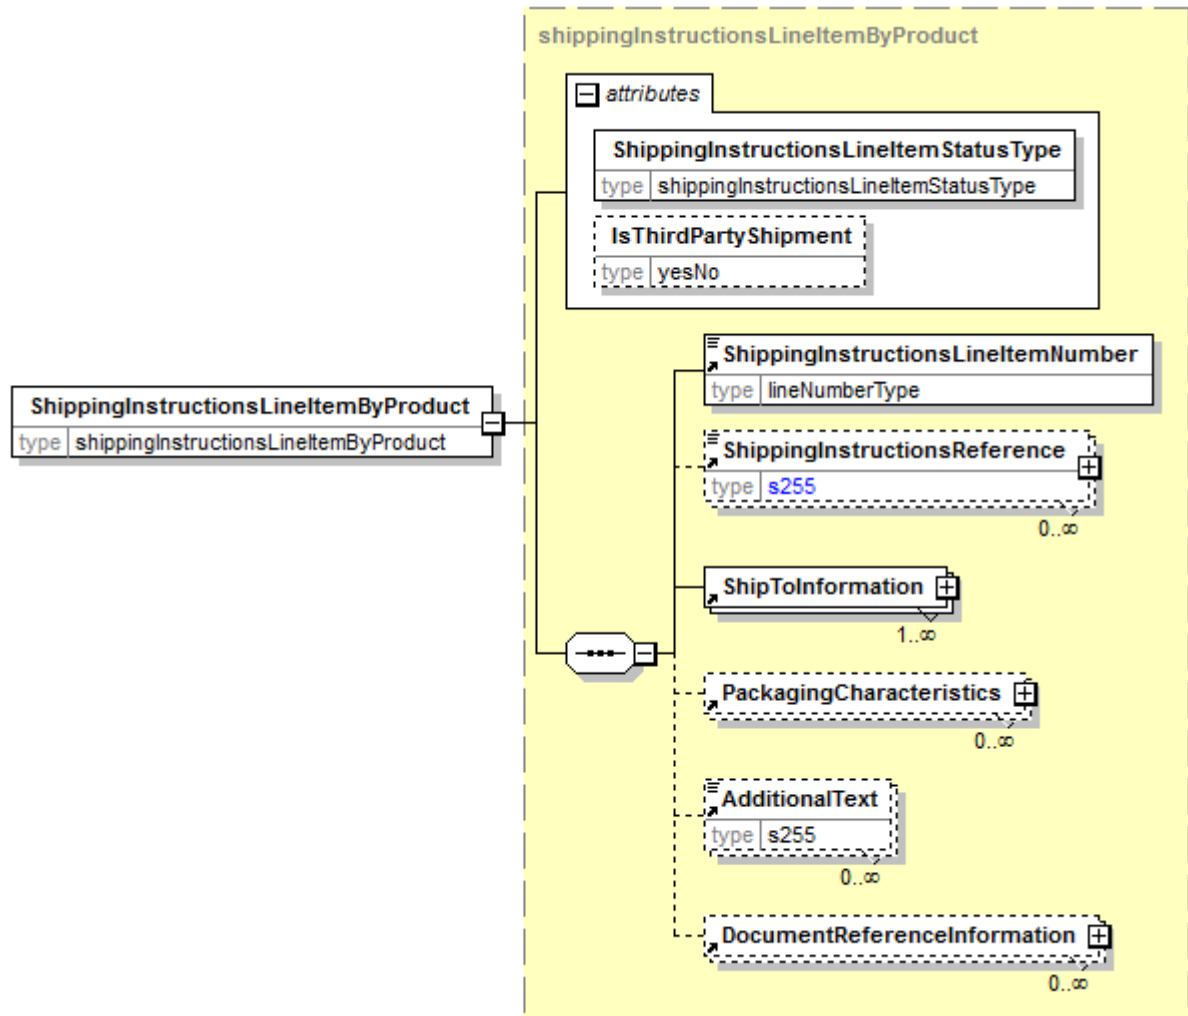 shippingInstructionsLineItemByProduct
attributes
ShippingInstructionsLineItemStatusType
type shippingInstructionsLineItemStatusType
IsThirdPartyShipment
type yesNo
ShippingInstructionsLineItemNumber
type lineNumberType
ShippingInstructionsLineItemByProduct
type shippingInstructionsLineItemByProduct
ShippingInstructionsReference
type s255
0..∞
ShipToInformation
1..∞
PackagingCharacteristics
0..∞
AdditionalText
type s255
0..∞
DocumentReferenceInformation
0..∞